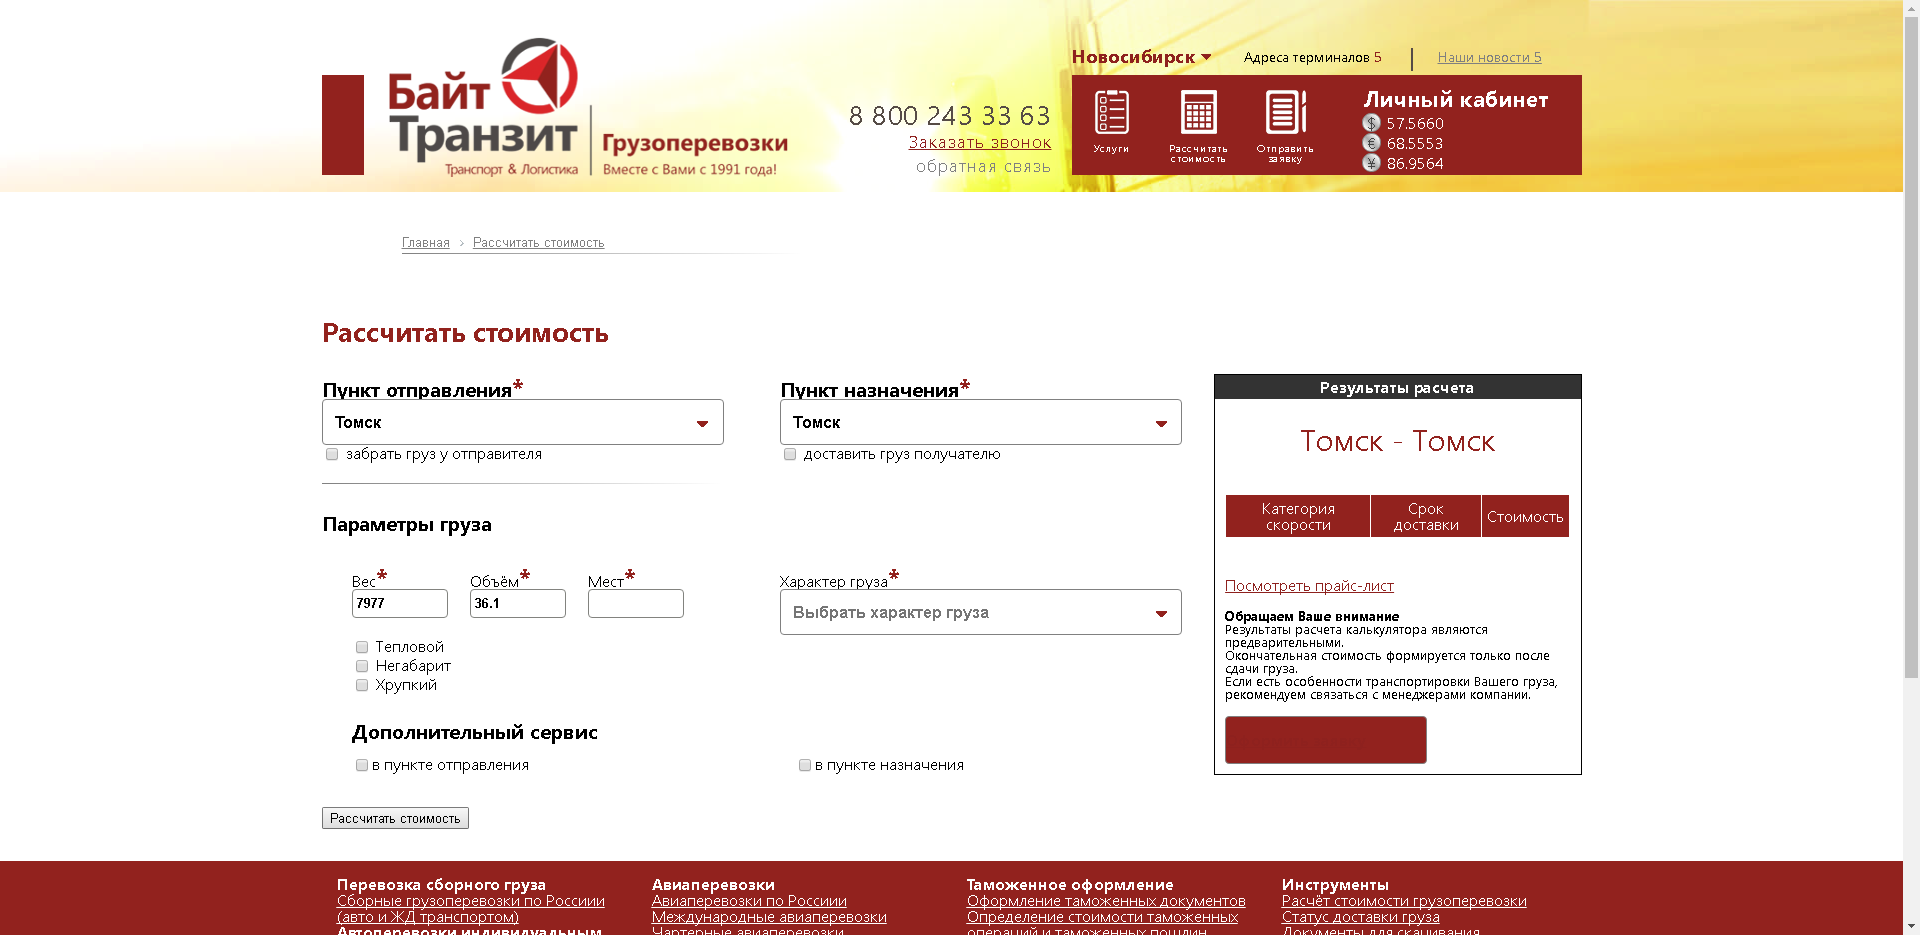 Байт
Транзит
Транспорт & Логистика
Грузоперевозки
Вместе с Вами с 1991 года!
8 800 243 33 63
Заказать звонок
обратная связь
Новосибирск
Адреса терминалов 5
Наши новости 5
Услуги
Рассчитать
стоимость
Отправить
заявку
Личный кабинет
$ 57.5660
€ 68.5553
¥ 86.9564
Главная › Рассчитать стоимость
Рассчитать стоимость
Пункт отправления*
Томск
забрать груз у отправителя
Пункт назначения*
Томск
доставить груз получателю
Параметры груза
Вес* Объём* Мест*
7977 36.1
Характер груза*
Выбрать характер груза
Тепловой
Негабарит
Хрупкий
Дополнительный сервис
в пункте отправления
в пункте назначения
Рассчитать стоимость
Результаты расчета
Томск - Томск
Категория
скорости
Срок
доставки
Стоимость
Посмотреть прайс-лист
Обращаем Ваше внимание
Результаты расчета калькулятора являются
предварительными.
Окончательная стоимость формируется только после
сдачи груза.
Если есть особенности транспортировки Вашего груза,
рекомендуем связаться с менеджерами компании.
Перевозка сборного груза
Сборные грузоперевозки по Росиии
(авто и ЖД транспортом)
Автоперевозки индивидуальным
Авиаперевозки
Авиаперевозки по Росиии
Международные авиаперевозки
Чартерные авиаперевозки
Таможенное оформление
Оформление таможенных документов
Определение стоимости таможенных
операций и таможенных пошлин
Инструменты
Расчёт стоимости грузоперевозки
Статус доставки груза
Документы для скачивания